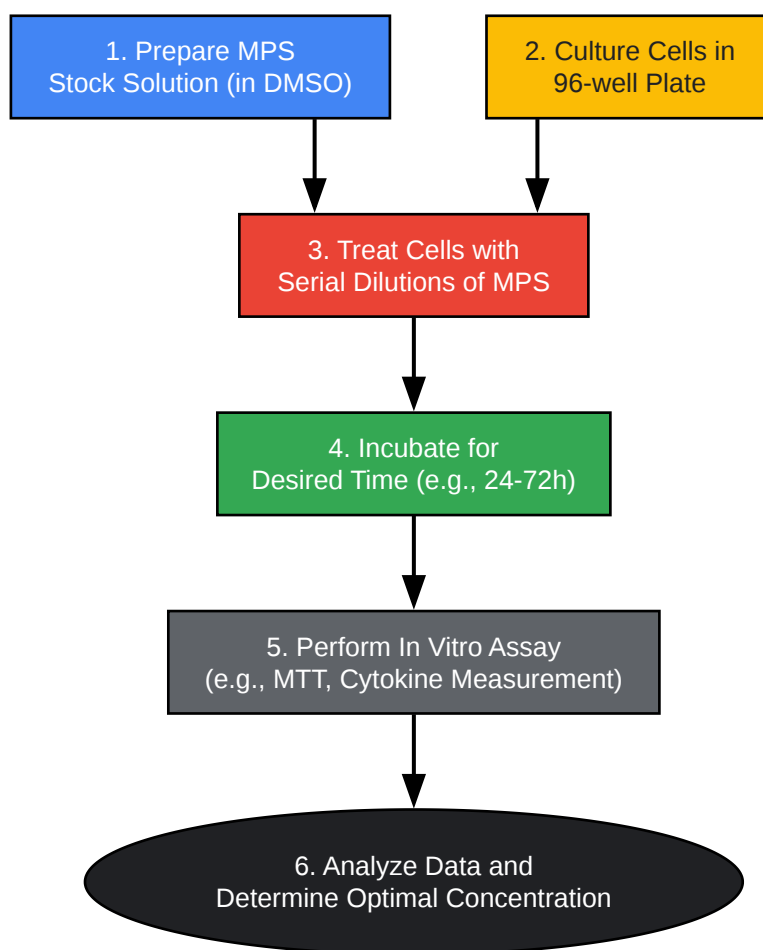 1. Prepare MPS
Stock Solution (in DMSO)
2. Culture Cells in
96-well Plate
3. Treat Cells with
Serial Dilutions of MPS
4. Incubate for
Desired Time (e.g., 24-72h)
5. Perform In Vitro Assay
(e.g., MTT, Cytokine Measurement)
6. Analyze Data and
Determine Optimal Concentration